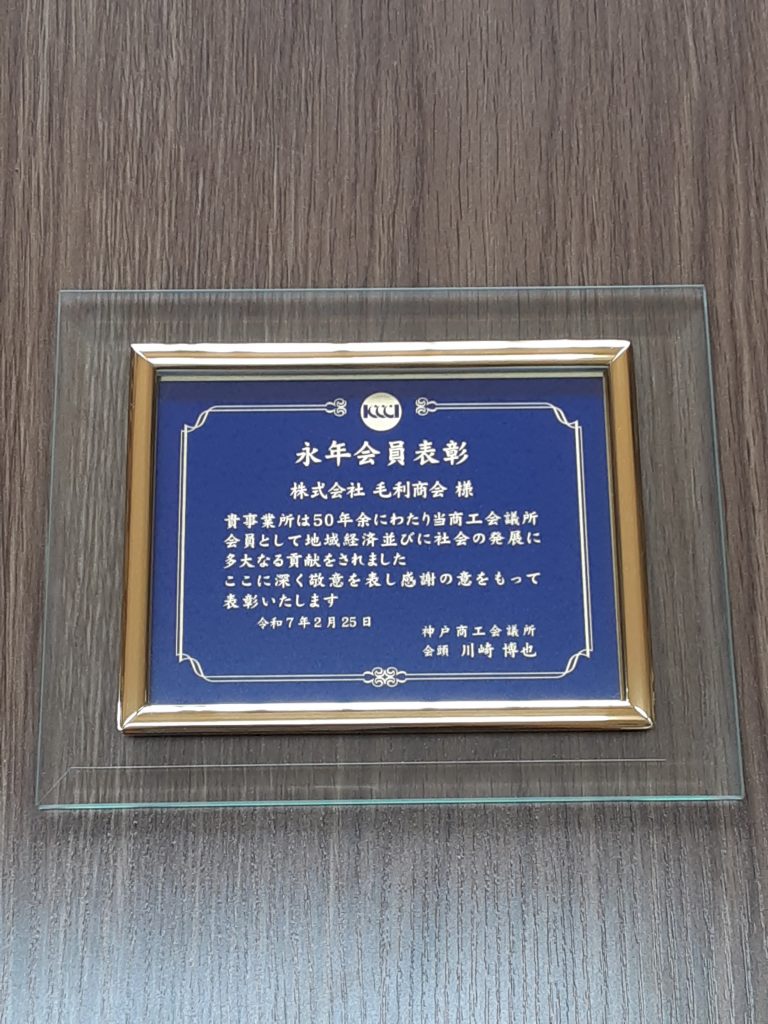 KCCI
永年会員表彰
株式会社 毛利商会 様
貴事業所は50年余にわたり当商工会議所
会員として地域経済並びに社会の発展に
多大なる貢献をされました
ここに深く敬意を表し感謝の意をもって
表彰いたします
令和7年2月25日
神戸商工会議所
会頭 川崎 博也